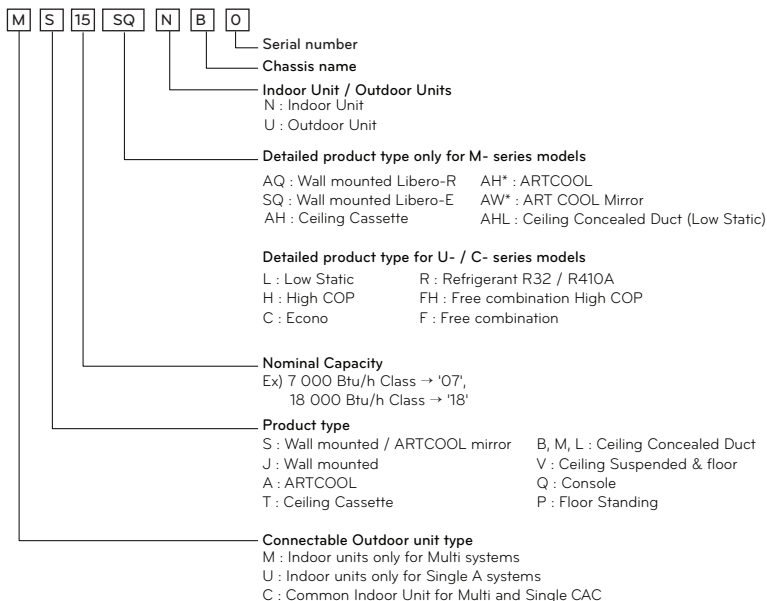 M S 15 SQ N B 0
Serial number
Chassis name
Indoor Unit / Outdoor Units
N : Indoor Unit
U : Outdoor Unit
Detailed product type only for M- series models
AQ : Wall mounted Libero-R AH* : ARTCOOL
SQ : Wall mounted Libero-E AW* : ART COOL Mirror
AH : Ceiling Cassette AHL : Ceiling Concealed Duct (Low Static)
Detailed product type for U- / C- series models
L : Low Static R : Refrigerant R32 / R410A
H : High COP FH : Free combination High COP
C : Econo F : Free combination
Nominal Capacity
Ex) 7 000 Btu/h Class → '07',
18 000 Btu/h Class → '18'
Product type
S : Wall mounted / ARTCOOL mirror B, M, L : Ceiling Concealed Duct
J : Wall mounted V : Ceiling Suspended & floor
A : ARTCOOL Q : Console
T : Ceiling Cassette P : Floor Standing
Connectable Outdoor unit type
M : Indoor units only for Multi systems
U : Indoor units only for Single A systems
C : Common Indoor Unit for Multi and Single CAC